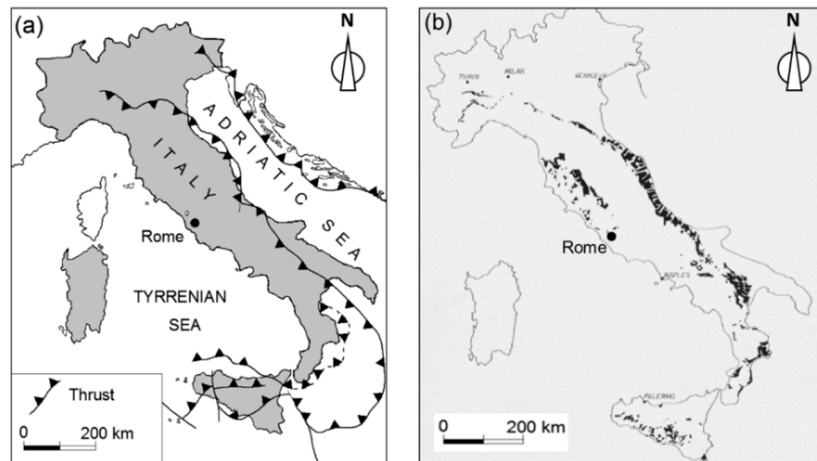 (a)
N
ITALY
ADRIATIC SEA
Rome
TYRRENIAN
SEA
Thrust
0 200 km
(b)
N
TURIN
MILAN
VENICE
Rome
NAPLES
PALERMO
0 200 km